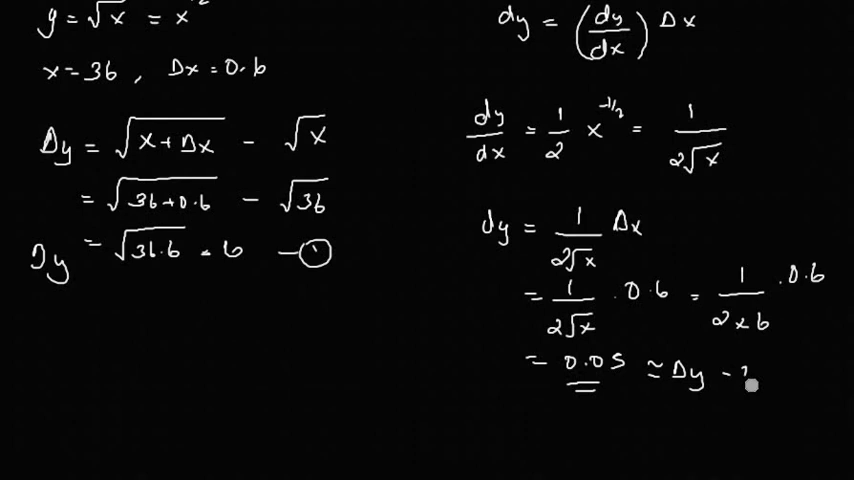 y = √x = x^1/2
x = 36 , Δx = 0.6
Δy = √(x + Δx) - √x
= √(36+0.6) - √36
Δy = √36.6 - 6 — ①
dy = (dy/dx) Δx
dy/dx = 1/2 x^-1/2 = 1/(2√x)
dy = 1/(2√x) Δx
= 1/(2√x) . 0.6 = 1/(2×6) . 0.6
= 0.05 ≃ Δy -